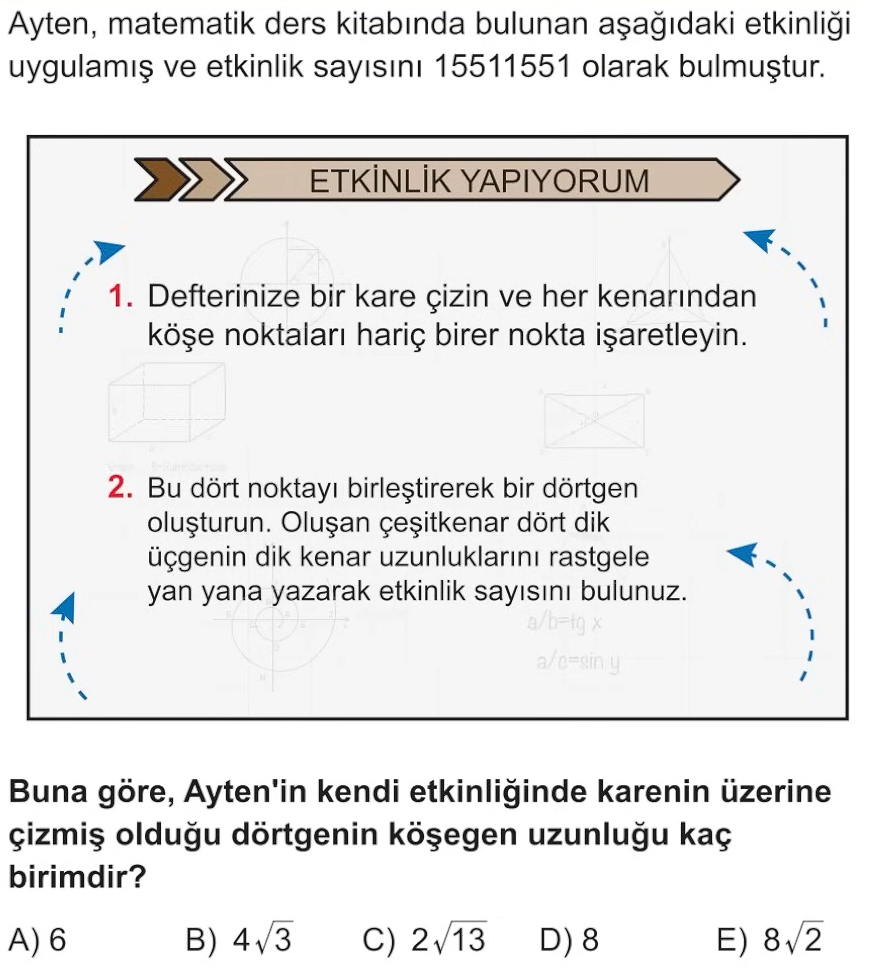 Ayten, matematik ders kitabında bulunan aşağıdaki etkinliği
uygulamış ve etkinlik sayısını 15511551 olarak bulmuştur.
ETKİNLİK YAPIYORUM
1. Defterinize bir kare çizin ve her kenarından
köşe noktaları hariç birer nokta işaretleyin.
2. Bu dört noktayı birleştirerek bir dörtgen
oluşturun. Oluşan çeşitkenar dört dik
üçgenin dik kenar uzunluklarını rastgele
yan yana yazarak etkinlik sayısını bulunuz.
a/b=tg x
a/c=sin y
Buna göre, Ayten'in kendi etkinliğinde karenin üzerine
çizmiş olduğu dörtgenin köşegen uzunluğu kaç
birimdir?
A) 6 B) 4√3 C) 2√13 D) 8 E) 8√2